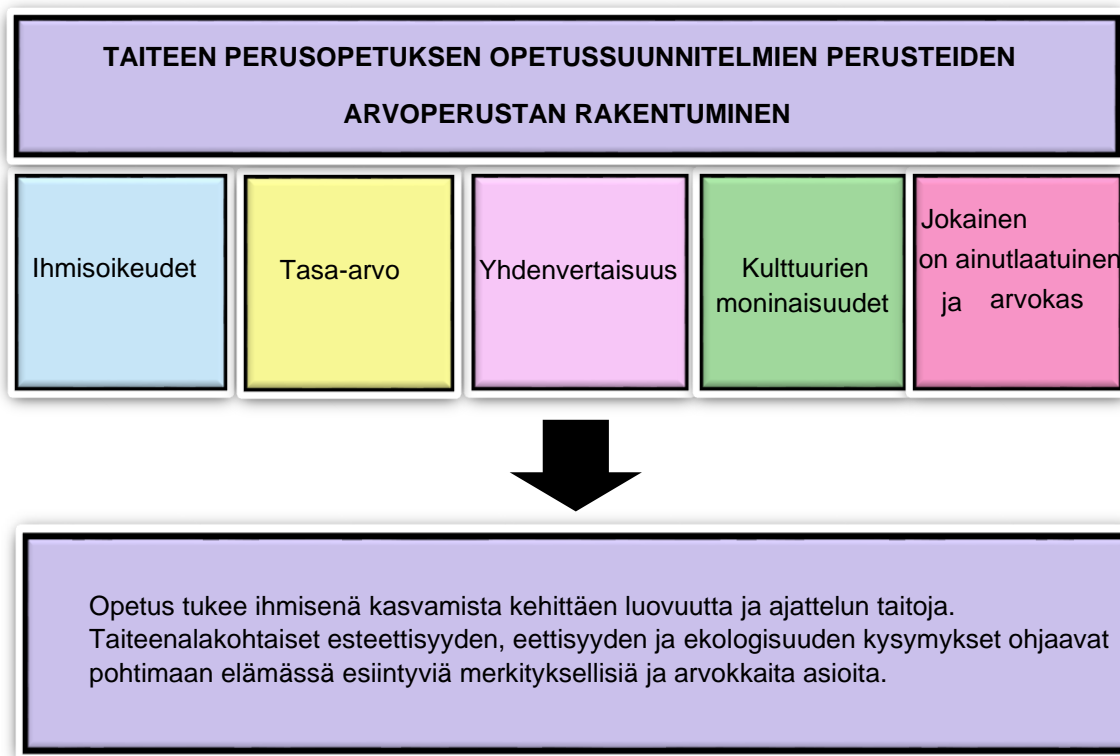 TAITEEN PERUSOPETUKSEN OPETUSSUUNNITELMIEN PERUSTEIDEN
ARVOPERUSTAN RAKENTUMINEN
Ihmisoikeudet
Tasa-arvo
Yhdenvertaisuus
Kulttuurien
moninaisuudet
Jokainen
on ainutlaatuinen
ja arvokas
Opetus tukee ihmisenä kasvamista kehittäen luovuutta ja ajattelun taitoja.
Taiteenalakohtaiset esteettisyyden, eettisyyden ja ekologisuuden kysymykset ohjaavat
pohtimaan elämässä esiintyviä merkityksellisiä ja arvokkaita asioita.